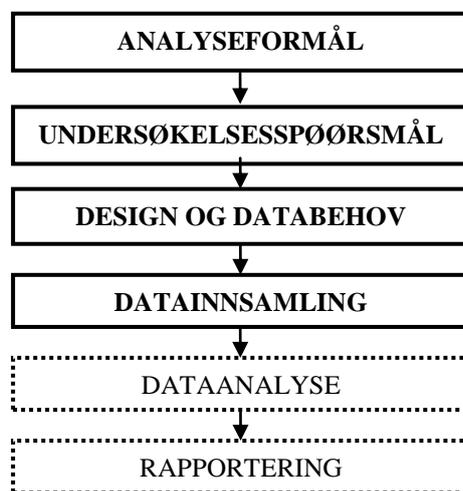 ANALYSEFORMÅL
UNDERSØKELSESSPØØRSMÅL
DESIGN OG DATABEHOV
DATAINNSAMLING
DATAANALYSE
RAPPORTERING